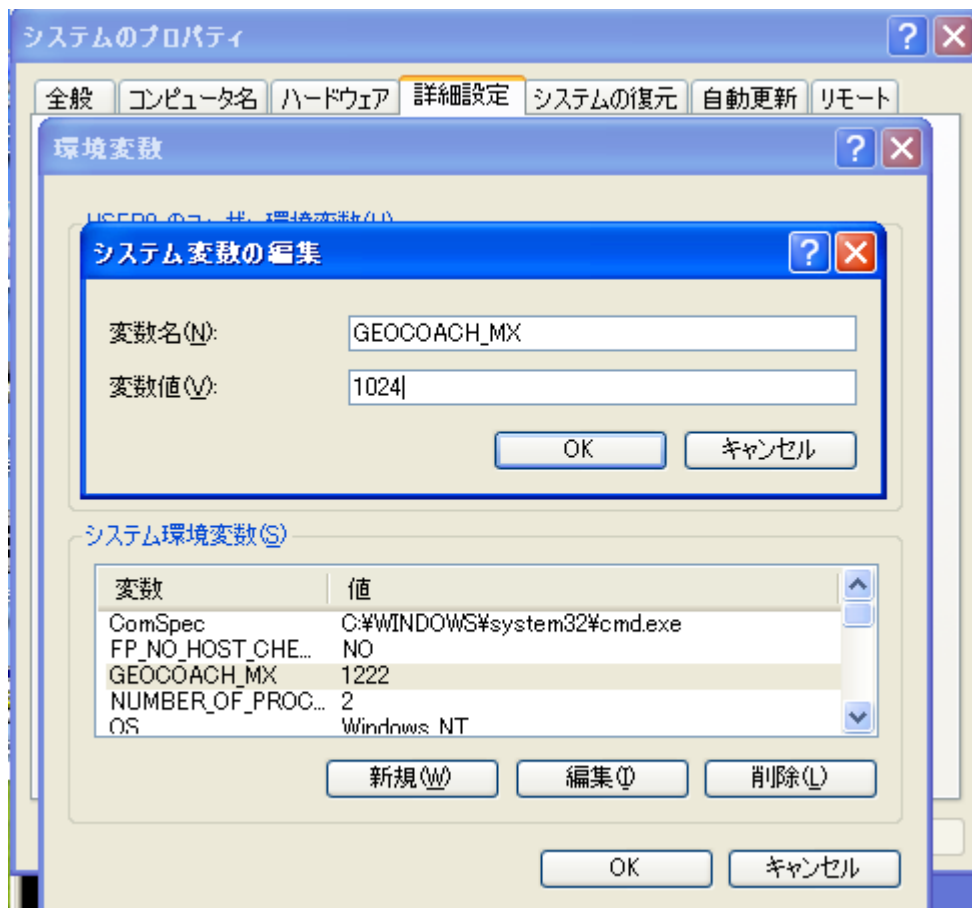 システムのプロパティ
全般 コンピュータ名 ハードウェア 詳細設定 システムの復元 自動更新 リモート
環境変数
システム変数の編集
変数名(N): GEOCOACH_MX
変数値(V): 1024
OK キャンセル
システム環境変数(S)
変数 値
ComSpec C:¥WINDOWS¥system32¥cmd.exe
FP_NO_HOST_CHE... NO
GEOCOACH_MX 1222
NUMBER_OF_PROC... 2
OS Windows_NT
新規(W) 編集(I) 削除(L)
OK キャンセル